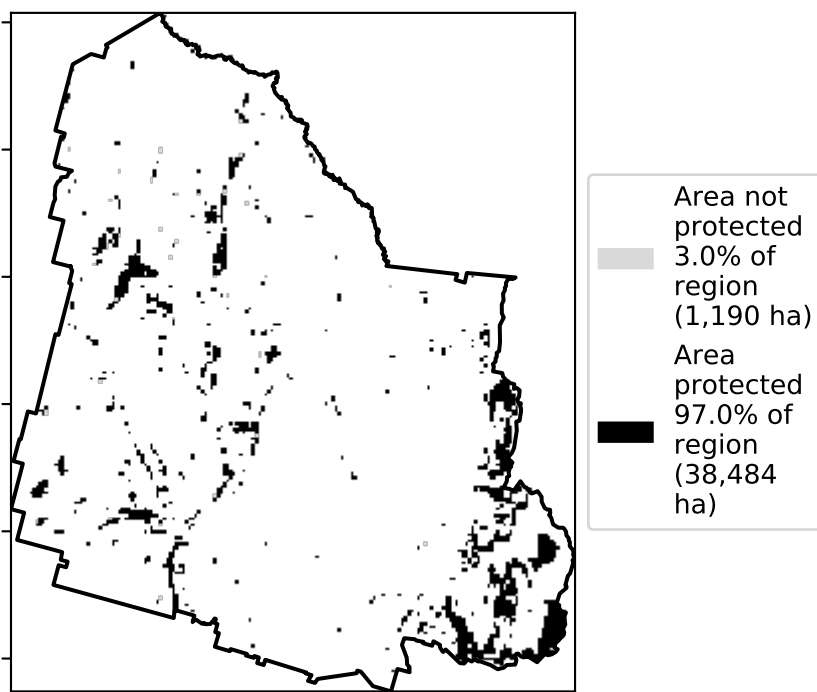 Area not
protected
3.0% of
region
(1,190 ha)
Area
protected
97.0% of
region
(38,484
ha)